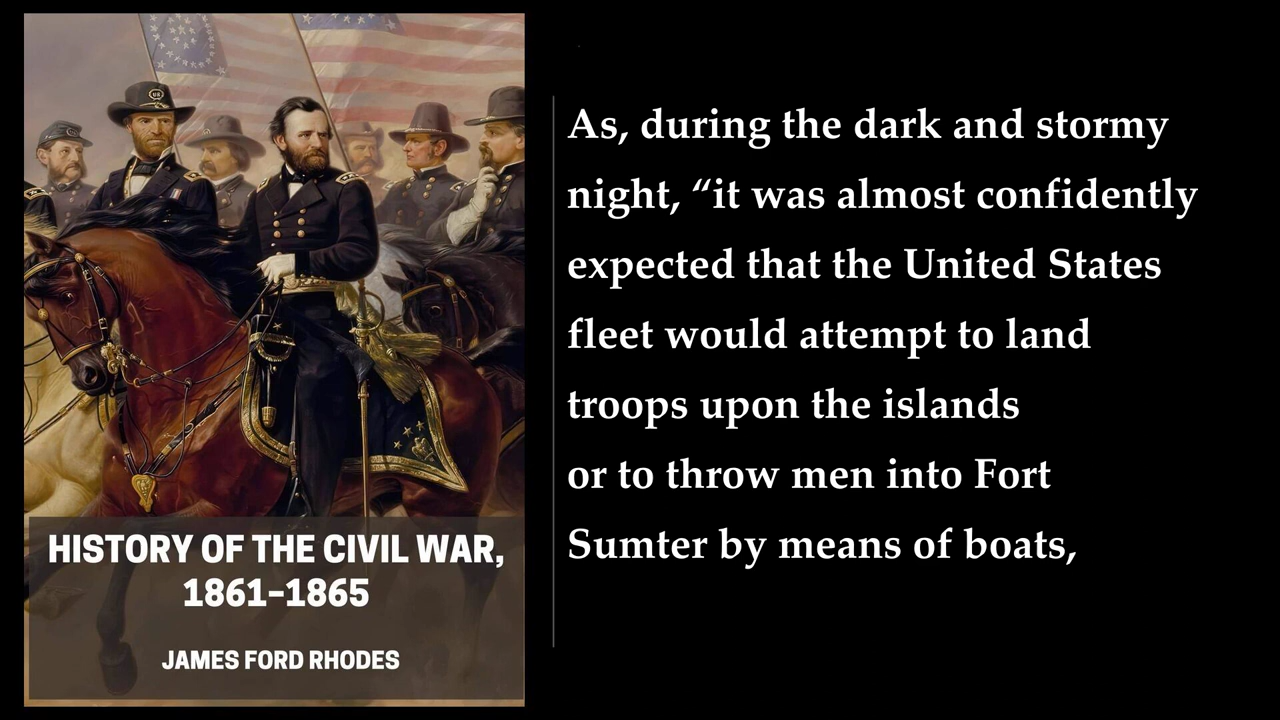 HISTORY OF THE CIVIL WAR,
1861–1865
JAMES FORD RHODES
As, during the dark and stormy
night, “it was almost confidently
expected that the United States
fleet would attempt to land
troops upon the islands
or to throw men into Fort
Sumter by means of boats,